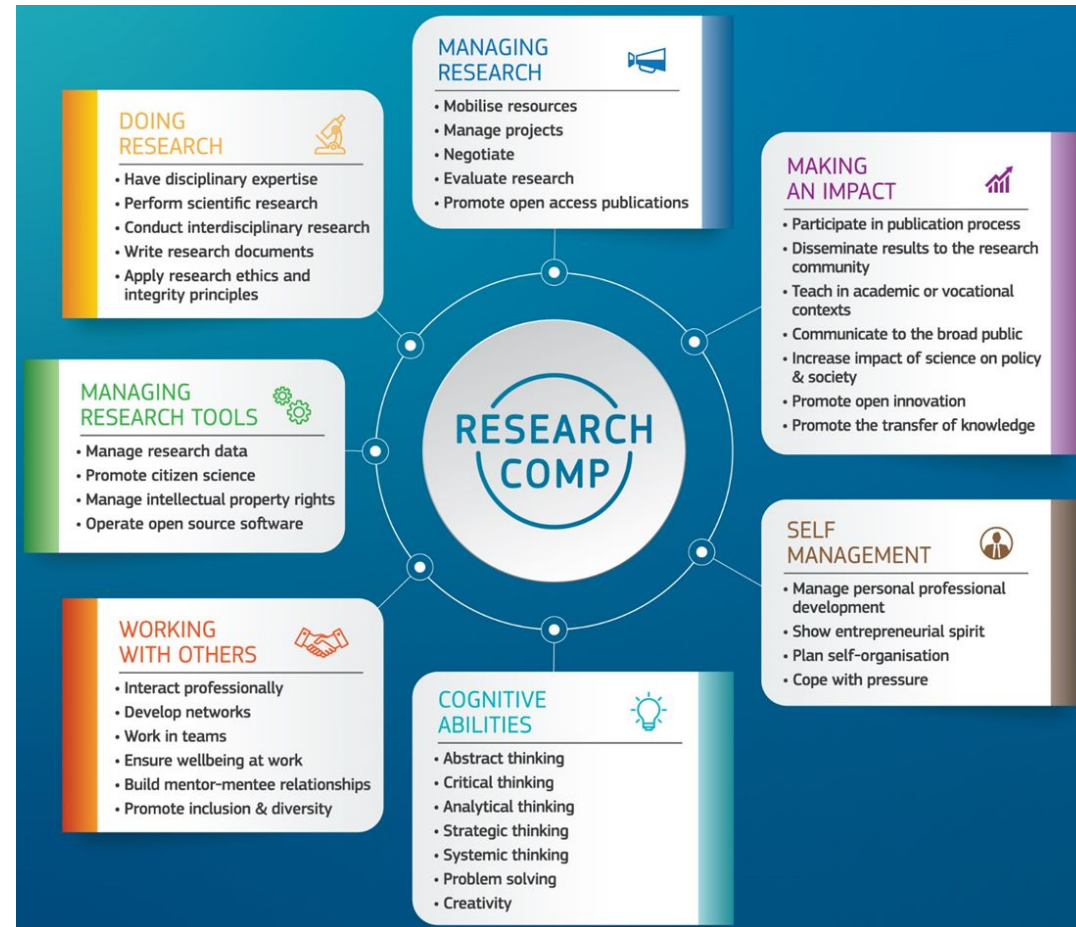 MANAGING
RESEARCH
• Mobilise resources
• Manage projects
• Negotiate
• Evaluate research
• Promote open access publications
DOING
RESEARCH
• Have disciplinary expertise
• Perform scientific research
• Conduct interdisciplinary research
• Write research documents
• Apply research ethics and
integrity principles
MAKING
AN IMPACT
• Participate in publication process
• Disseminate results to the research
community
• Teach in academic or vocational
contexts
• Communicate to the broad public
• Increase impact of science on policy
& society
• Promote open innovation
• Promote the transfer of knowledge
MANAGING
RESEARCH TOOLS
• Manage research data
• Promote citizen science
• Manage intellectual property rights
• Operate open source software
RESEARCH
COMP
SELF
MANAGEMENT
• Manage personal professional
development
• Show entrepreneurial spirit
• Plan self-organisation
• Cope with pressure
WORKING
WITH OTHERS
• Interact professionally
• Develop networks
• Work in teams
• Ensure wellbeing at work
• Build mentor-mentee relationships
• Promote inclusion & diversity
COGNITIVE
ABILITIES
• Abstract thinking
• Critical thinking
• Analytical thinking
• Strategic thinking
• Systemic thinking
• Problem solving
• Creativity